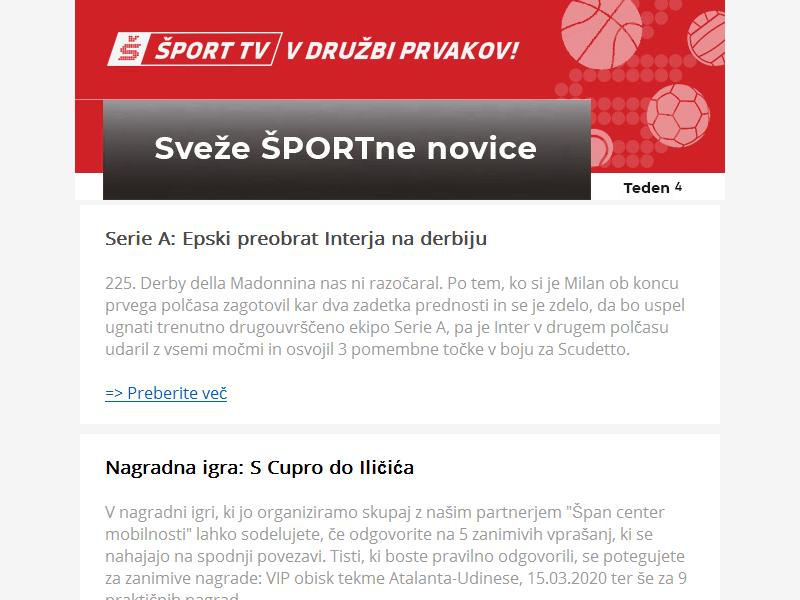 Š ŠPORT TV V DRUŽBI PRVAKOV!
Sveže ŠPORTne novice
Teden 4
Serie A: Epski preobrat Interja na derbiju
225. Derby della Madonnina nas ni razočaral. Po tem, ko si je Milan ob koncu
prvega polčasa zagotovil kar dva zadetka prednosti in se je zdelo, da bo uspel
ugnati trenutno drugouvrščeno ekipo Serie A, pa je Inter v drugem polčasu
udaril z vsemi močmi in osvojil 3 pomembne točke v boju za Scudetto.
=> Preberite več
Nagradna igra: S Cupro do Iličića
V nagradni igri, ki jo organiziramo skupaj z našim partnerjem "Špan center
mobilnosti" lahko sodelujete, če odgovorite na 5 zanimivih vprašanj, ki se
nahajajo na spodnji povezavi. Tisti, ki boste pravilno odgovorili, se potegujete
za zanimive nagrade: VIP obisk tekme Atalanta-Udinese, 15.03.2020 ter še za 9
praktičnih nagrad.